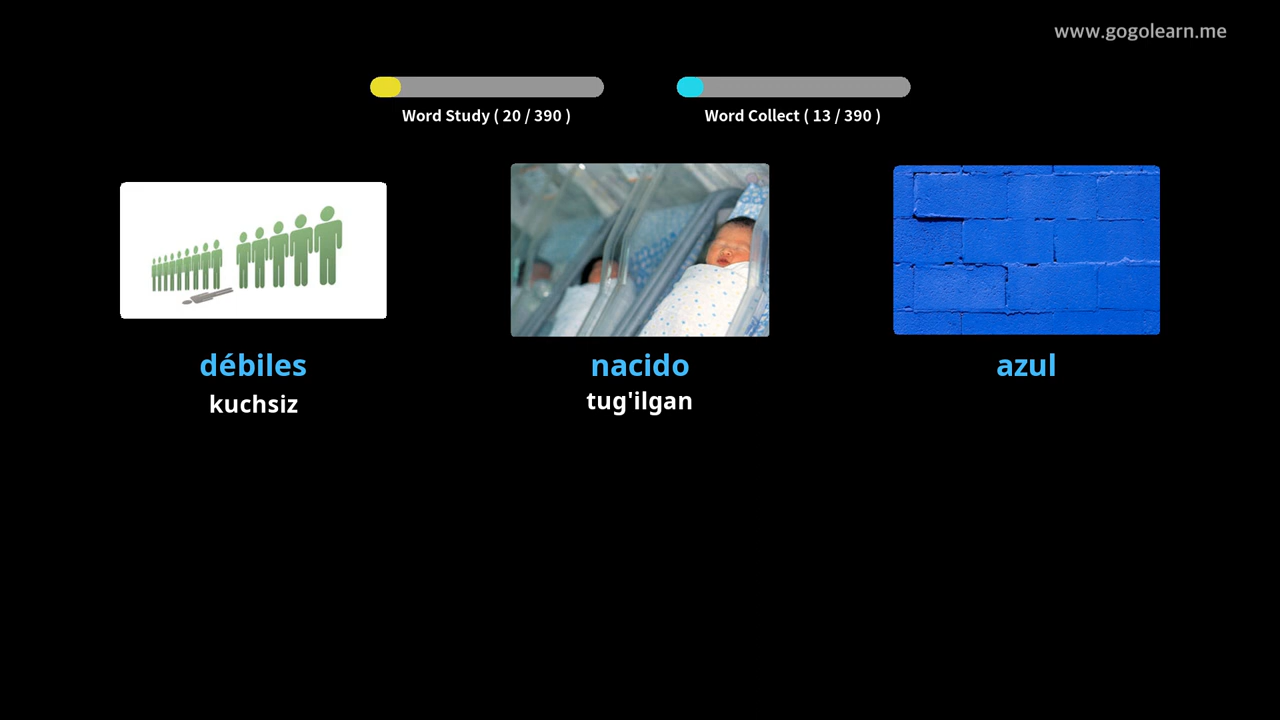 www.gogolearn.me
Word Study ( 20 / 390 )
Word Collect ( 13 / 390 )
débiles
kuchsiz
nacido
tug'ilgan
azul